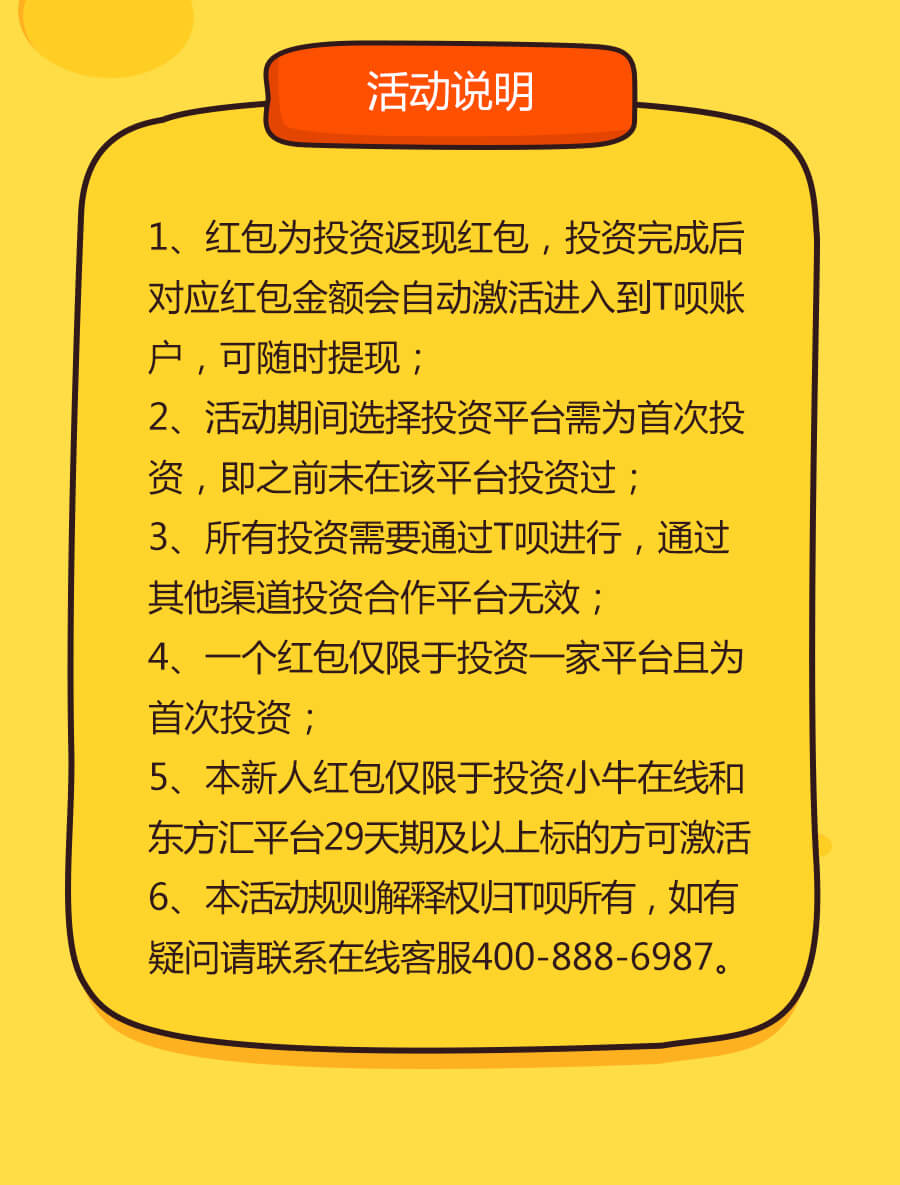 活动说明
1、红包为投资返现红包，投资完成后
对应红包金额会自动激活进入到T呗账
户，可随时提现；
2、活动期间选择投资平台需为首次投
资，即之前未在该平台投资过；
3、所有投资需要通过T呗进行，通过
其他渠道投资合作平台无效；
4、一个红包仅限于投资一家平台且为
首次投资；
5、本新人红包仅限于投资小牛在线和
东方汇平台29天期及以上标的方可激活
6、本活动规则解释权归T呗所有，如有
疑问请联系在线客服400-888-6987。